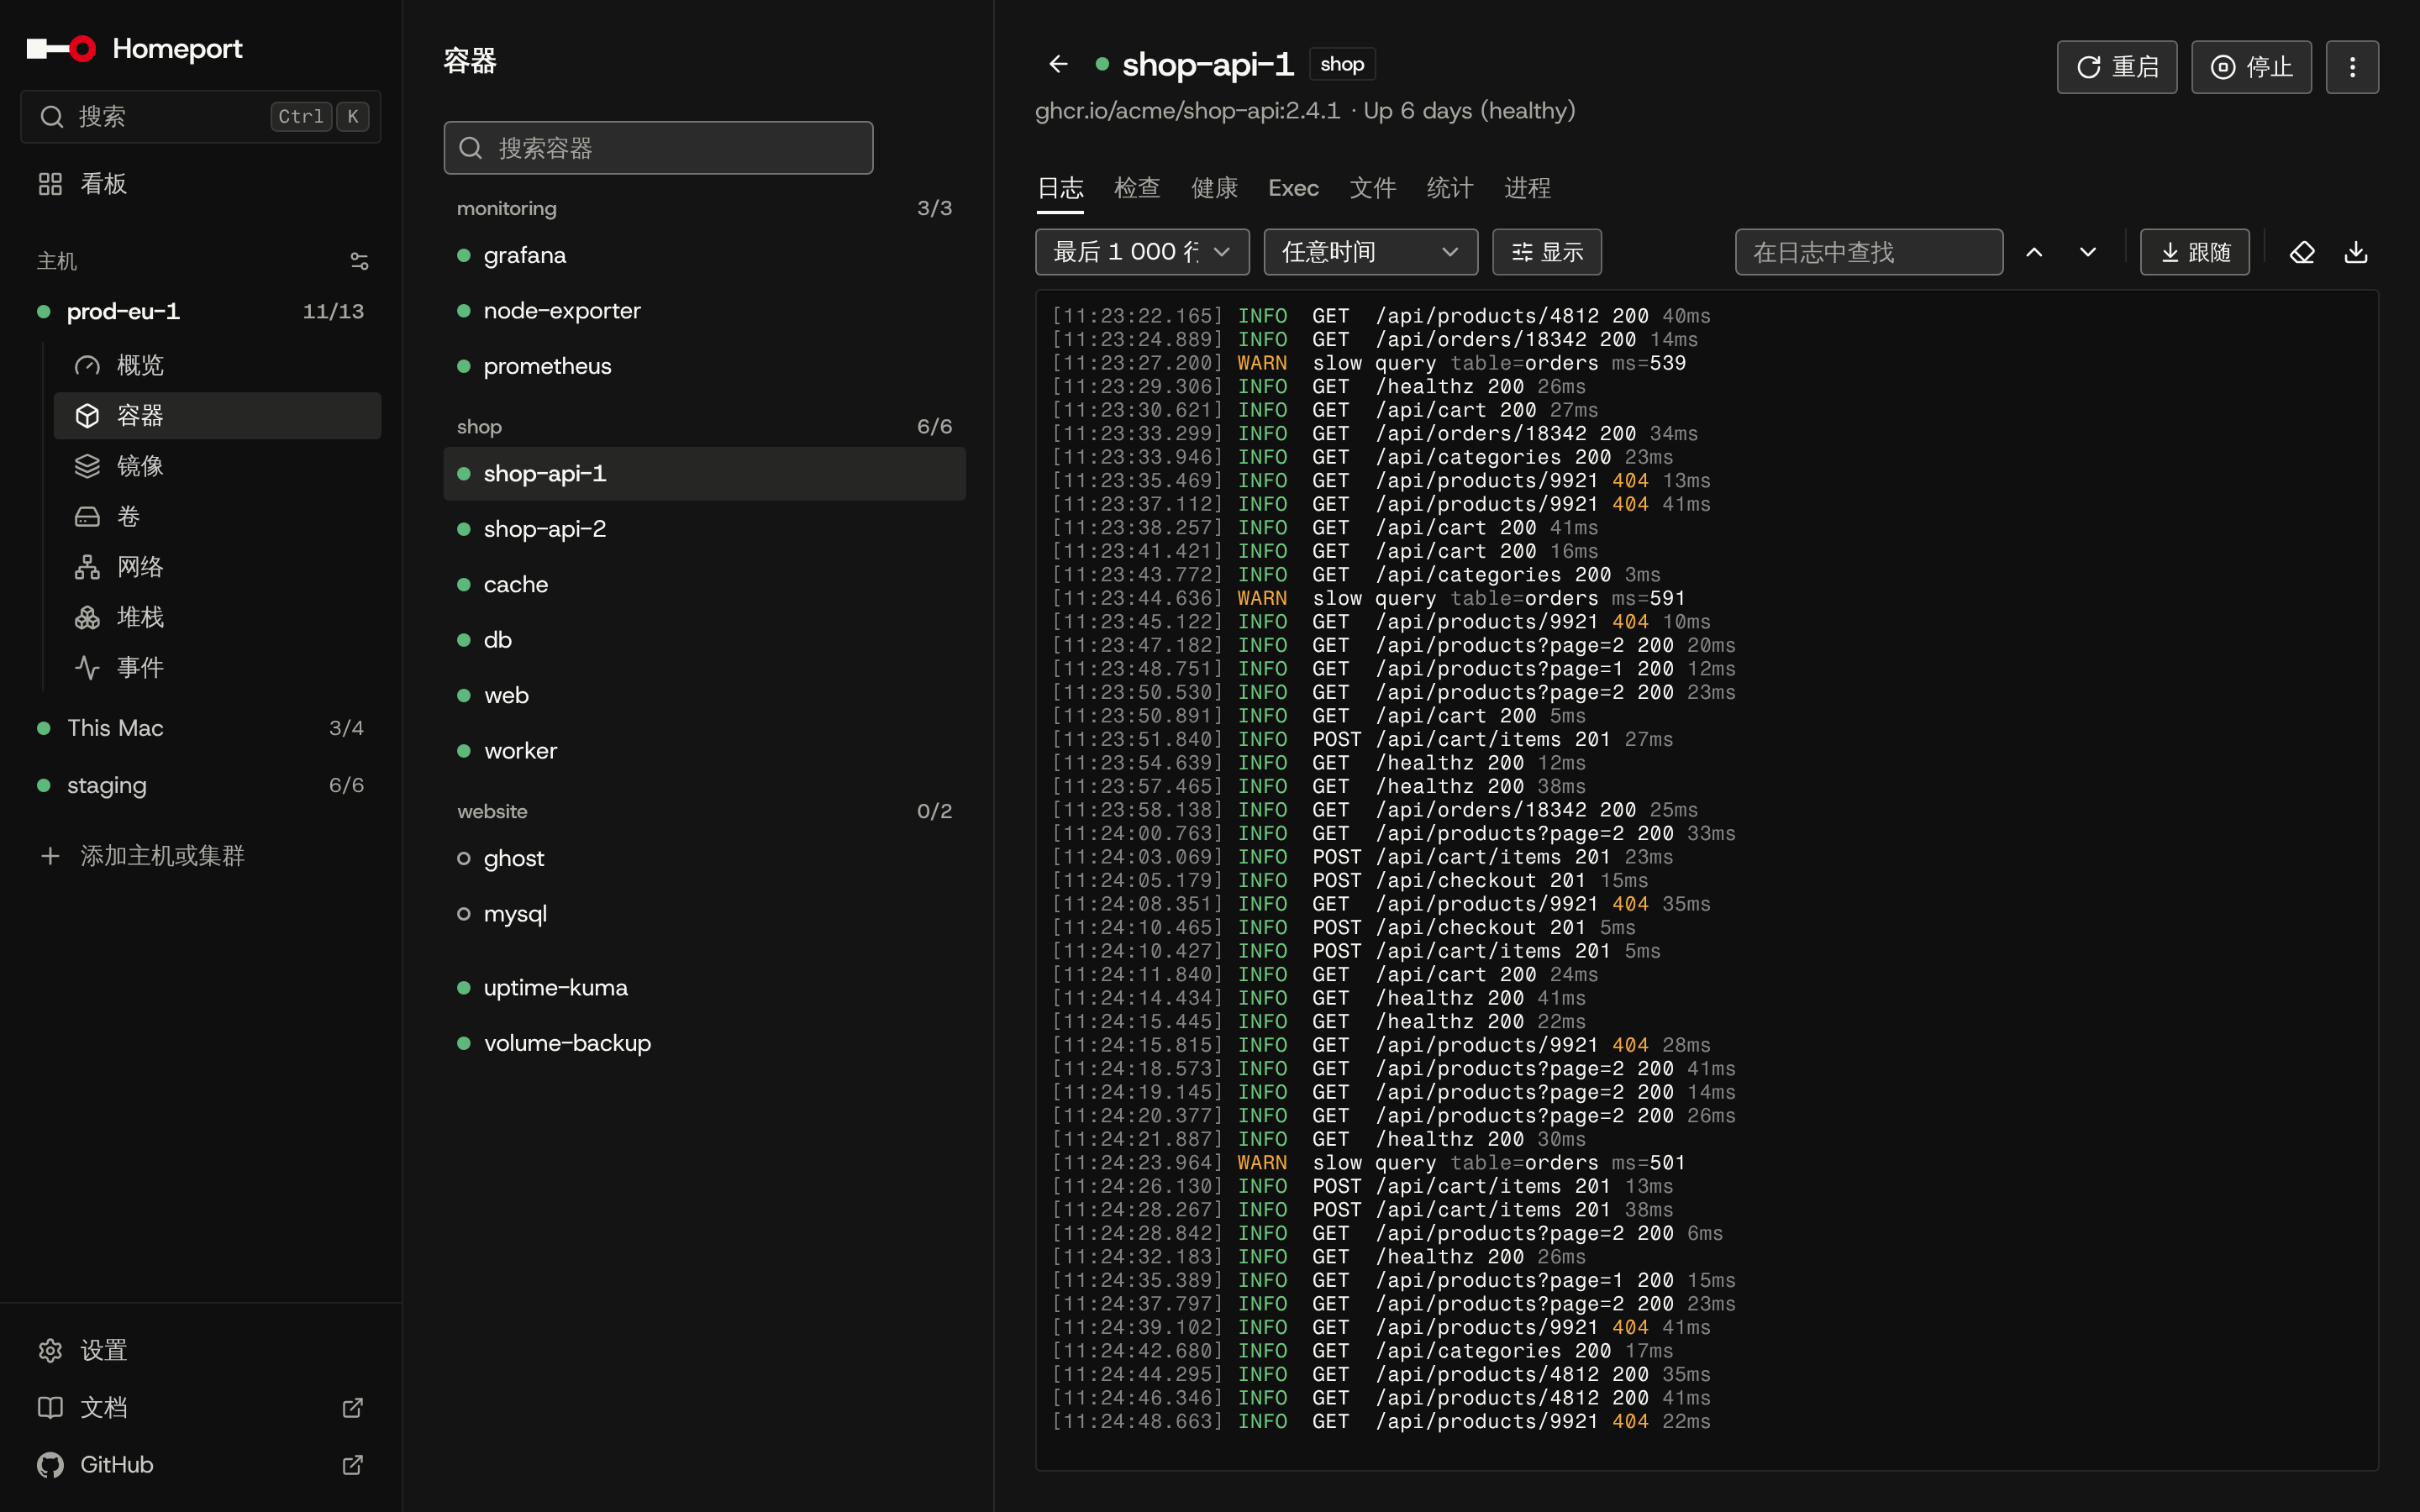 Homeport
搜索 Ctrl K
看板
主机
prod-eu-1 11/13
概览
容器
镜像
卷
网络
堆栈
事件
This Mac 3/4
staging 6/6
添加主机或集群
设置
文档
GitHub
容器
搜索容器
monitoring 3/3
grafana
node-exporter
prometheus
shop 6/6
shop-api-1
shop-api-2
cache
db
web
worker
website 0/2
ghost
mysql
uptime-kuma
volume-backup
shop-api-1 shop
重启 停止
ghcr.io/acme/shop-api:2.4.1 · Up 6 days (healthy)
日志 检查 健康 Exec 文件 统计 进程
最后 1 000 行 任意时间 显示 在日志中查找 跟随
[11:23:22.165] INFO GET /api/products/4812 200 40ms
[11:23:24.889] INFO GET /api/orders/18342 200 14ms
[11:23:27.200] WARN slow query table=orders ms=539
[11:23:29.306] INFO GET /healthz 200 26ms
[11:23:30.621] INFO GET /api/cart 200 27ms
[11:23:33.299] INFO GET /api/orders/18342 200 34ms
[11:23:33.946] INFO GET /api/categories 200 23ms
[11:23:35.469] INFO GET /api/products/9921 404 13ms
[11:23:37.112] INFO GET /api/products/9921 404 41ms
[11:23:38.257] INFO GET /api/cart 200 41ms
[11:23:41.421] INFO GET /api/cart 200 16ms
[11:23:43.772] INFO GET /api/categories 200 3ms
[11:23:44.636] WARN slow query table=orders ms=591
[11:23:45.122] INFO GET /api/products/9921 404 10ms
[11:23:47.182] INFO GET /api/products?page=2 200 20ms
[11:23:48.751] INFO GET /api/products?page=1 200 12ms
[11:23:50.530] INFO GET /api/products?page=2 200 23ms
[11:23:50.891] INFO GET /api/cart 200 5ms
[11:23:51.840] INFO POST /api/cart/items 201 27ms
[11:23:54.639] INFO GET /healthz 200 12ms
[11:23:57.465] INFO GET /healthz 200 38ms
[11:23:58.138] INFO GET /api/orders/18342 200 25ms
[11:24:00.763] INFO GET /api/products?page=2 200 33ms
[11:24:03.069] INFO POST /api/cart/items 201 23ms
[11:24:05.179] INFO POST /api/checkout 201 15ms
[11:24:08.351] INFO GET /api/products/9921 404 35ms
[11:24:10.465] INFO POST /api/checkout 201 5ms
[11:24:10.427] INFO POST /api/cart/items 201 5ms
[11:24:11.840] INFO GET /api/cart 200 24ms
[11:24:14.434] INFO GET /healthz 200 41ms
[11:24:15.445] INFO GET /healthz 200 22ms
[11:24:15.815] INFO GET /api/products/9921 404 28ms
[11:24:18.573] INFO GET /api/products?page=2 200 41ms
[11:24:19.145] INFO GET /api/products?page=2 200 14ms
[11:24:20.377] INFO GET /api/products?page=2 200 26ms
[11:24:21.887] INFO GET /healthz 200 30ms
[11:24:23.964] WARN slow query table=orders ms=501
[11:24:26.130] INFO POST /api/cart/items 201 13ms
[11:24:28.267] INFO POST /api/cart/items 201 38ms
[11:24:28.842] INFO GET /api/products?page=2 200 6ms
[11:24:32.183] INFO GET /healthz 200 26ms
[11:24:35.389] INFO GET /api/products?page=1 200 15ms
[11:24:37.797] INFO GET /api/products?page=2 200 23ms
[11:24:39.102] INFO GET /api/products/9921 404 41ms
[11:24:42.680] INFO GET /api/categories 200 17ms
[11:24:44.295] INFO GET /api/products/4812 200 35ms
[11:24:46.346] INFO GET /api/products/4812 200 41ms
[11:24:48.663] INFO GET /api/products/9921 404 22ms